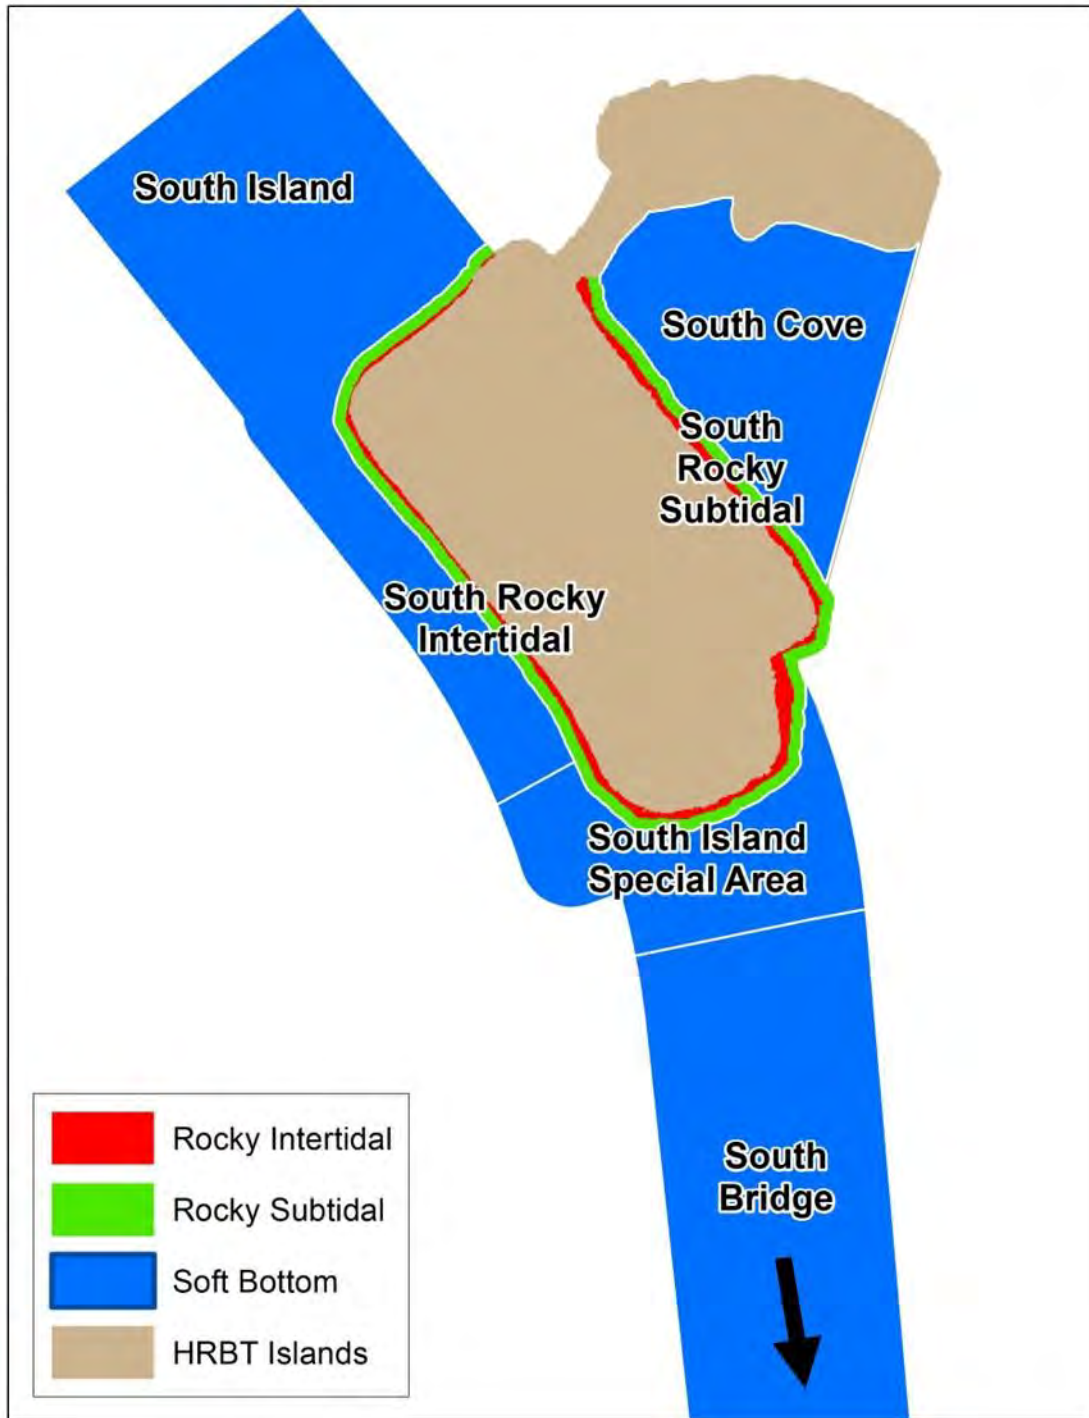 South Island
South Cove
South
Rocky
Subtidal
South Rocky
Intertidal
South Island
Special Area
South
Bridge
Rocky Intertidal
Rocky Subtidal
Soft Bottom
HRBT Islands